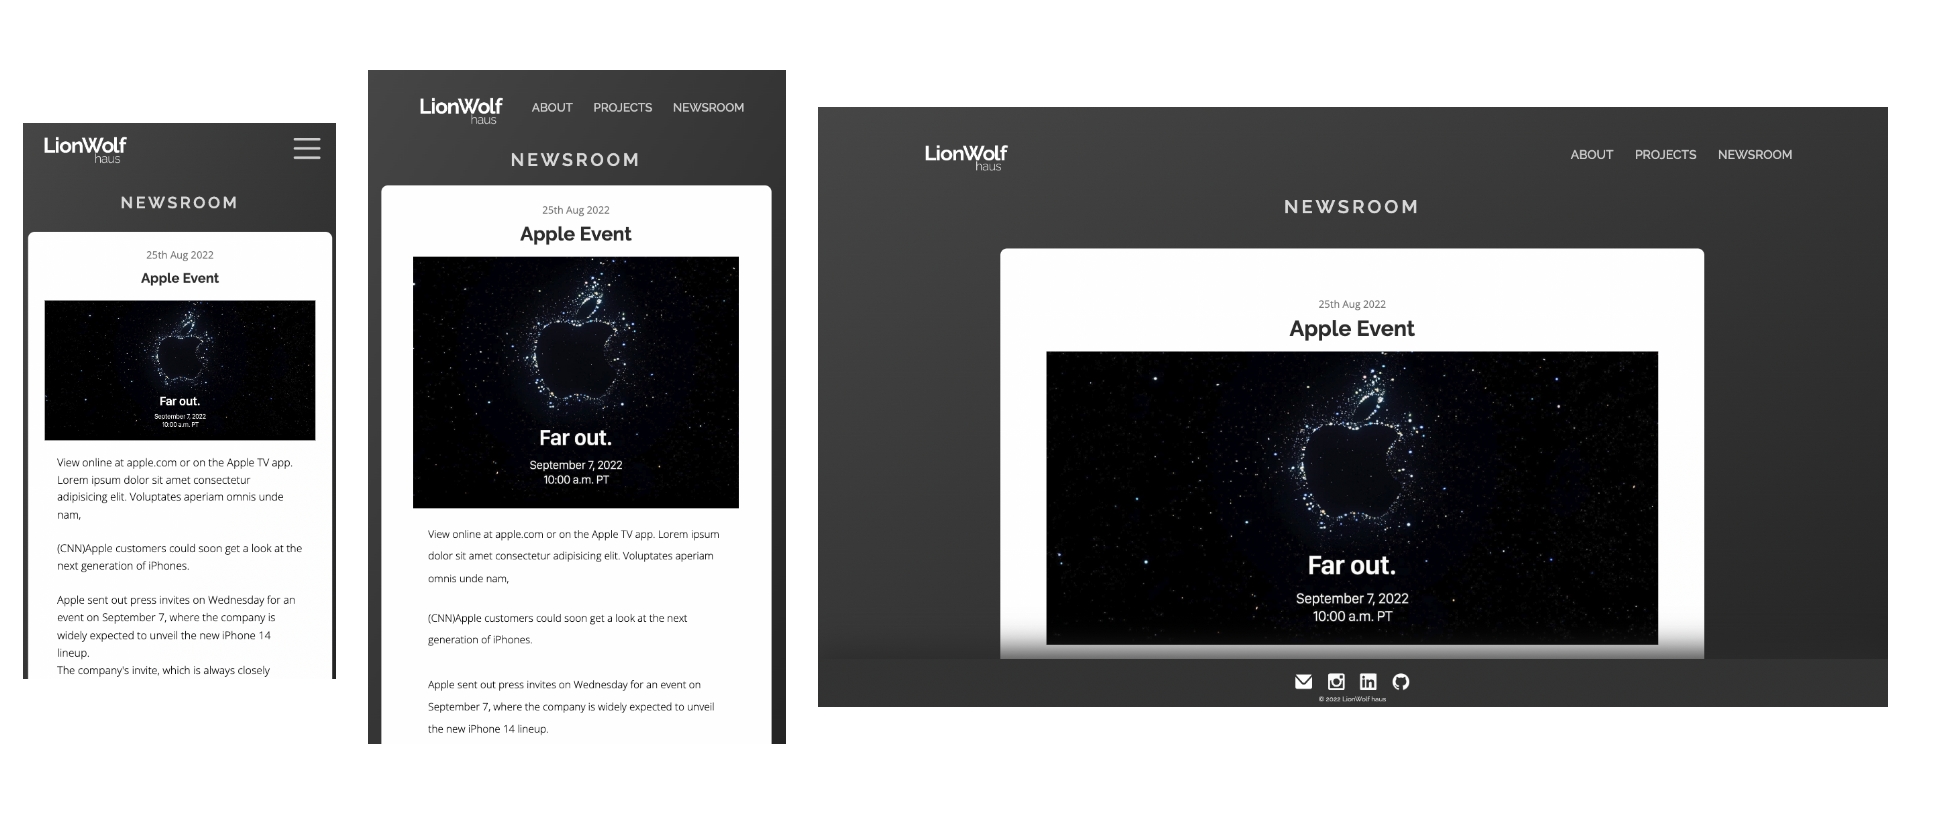 LionWolf
haus
NEWSROOM
25th Aug 2022
Apple Event
Far out.
September 7, 2022
10:00 a.m. PT
View online at apple.com or on the Apple TV app.
Lorem ipsum dolor sit amet consectetur
adipisicing elit. Voluptates aperiam omnis unde
nam,
(CNN)Apple customers could soon get a look at the
next generation of iPhones.
Apple sent out press invites on Wednesday for an
event on September 7, where the company is
widely expected to unveil the new iPhone 14
lineup.
The company's invite, which is always closely
LionWolf
haus
ABOUT PROJECTS NEWSROOM
NEWSROOM
25th Aug 2022
Apple Event
Far out.
September 7, 2022
10:00 a.m. PT
View online at apple.com or on the Apple TV app. Lorem ipsum
dolor sit amet consectetur adipisicing elit. Voluptates aperiam
omnis unde nam,
(CNN)Apple customers could soon get a look at the next
generation of iPhones.
Apple sent out press invites on Wednesday for an event on
September 7, where the company is widely expected to unveil
the new iPhone 14 lineup.
LionWolf
haus
ABOUT PROJECTS NEWSROOM
NEWSROOM
25th Aug 2022
Apple Event
Far out.
September 7, 2022
10:00 a.m. PT
in
© 2022 LionWolf haus